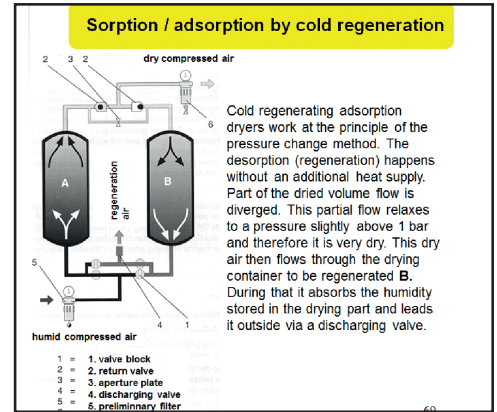 Sorption / adsorption by cold regeneration
dry compressed air
2 3 2
6
A
B
regeneration
air
5
4 1
humid compressed air
1 = 1. valve block
2 = 2. return valve
3 = 3. aperture plate
4 = 4. discharging valve
5 = 5. preliminnary filter
Cold regenerating adsorption
dryers work at the principle of the
pressure change method. The
desorption (regeneration) happens
without an additional heat supply.
Part of the dried volume flow is
diverged. This partial flow relaxes
to a pressure slightly above 1 bar
and therefore it is very dry. This dry
air then flows through the drying
container to be regenerated B.
During that it absorbs the humidity
stored in the drying part and leads
it outside via a discharging valve.